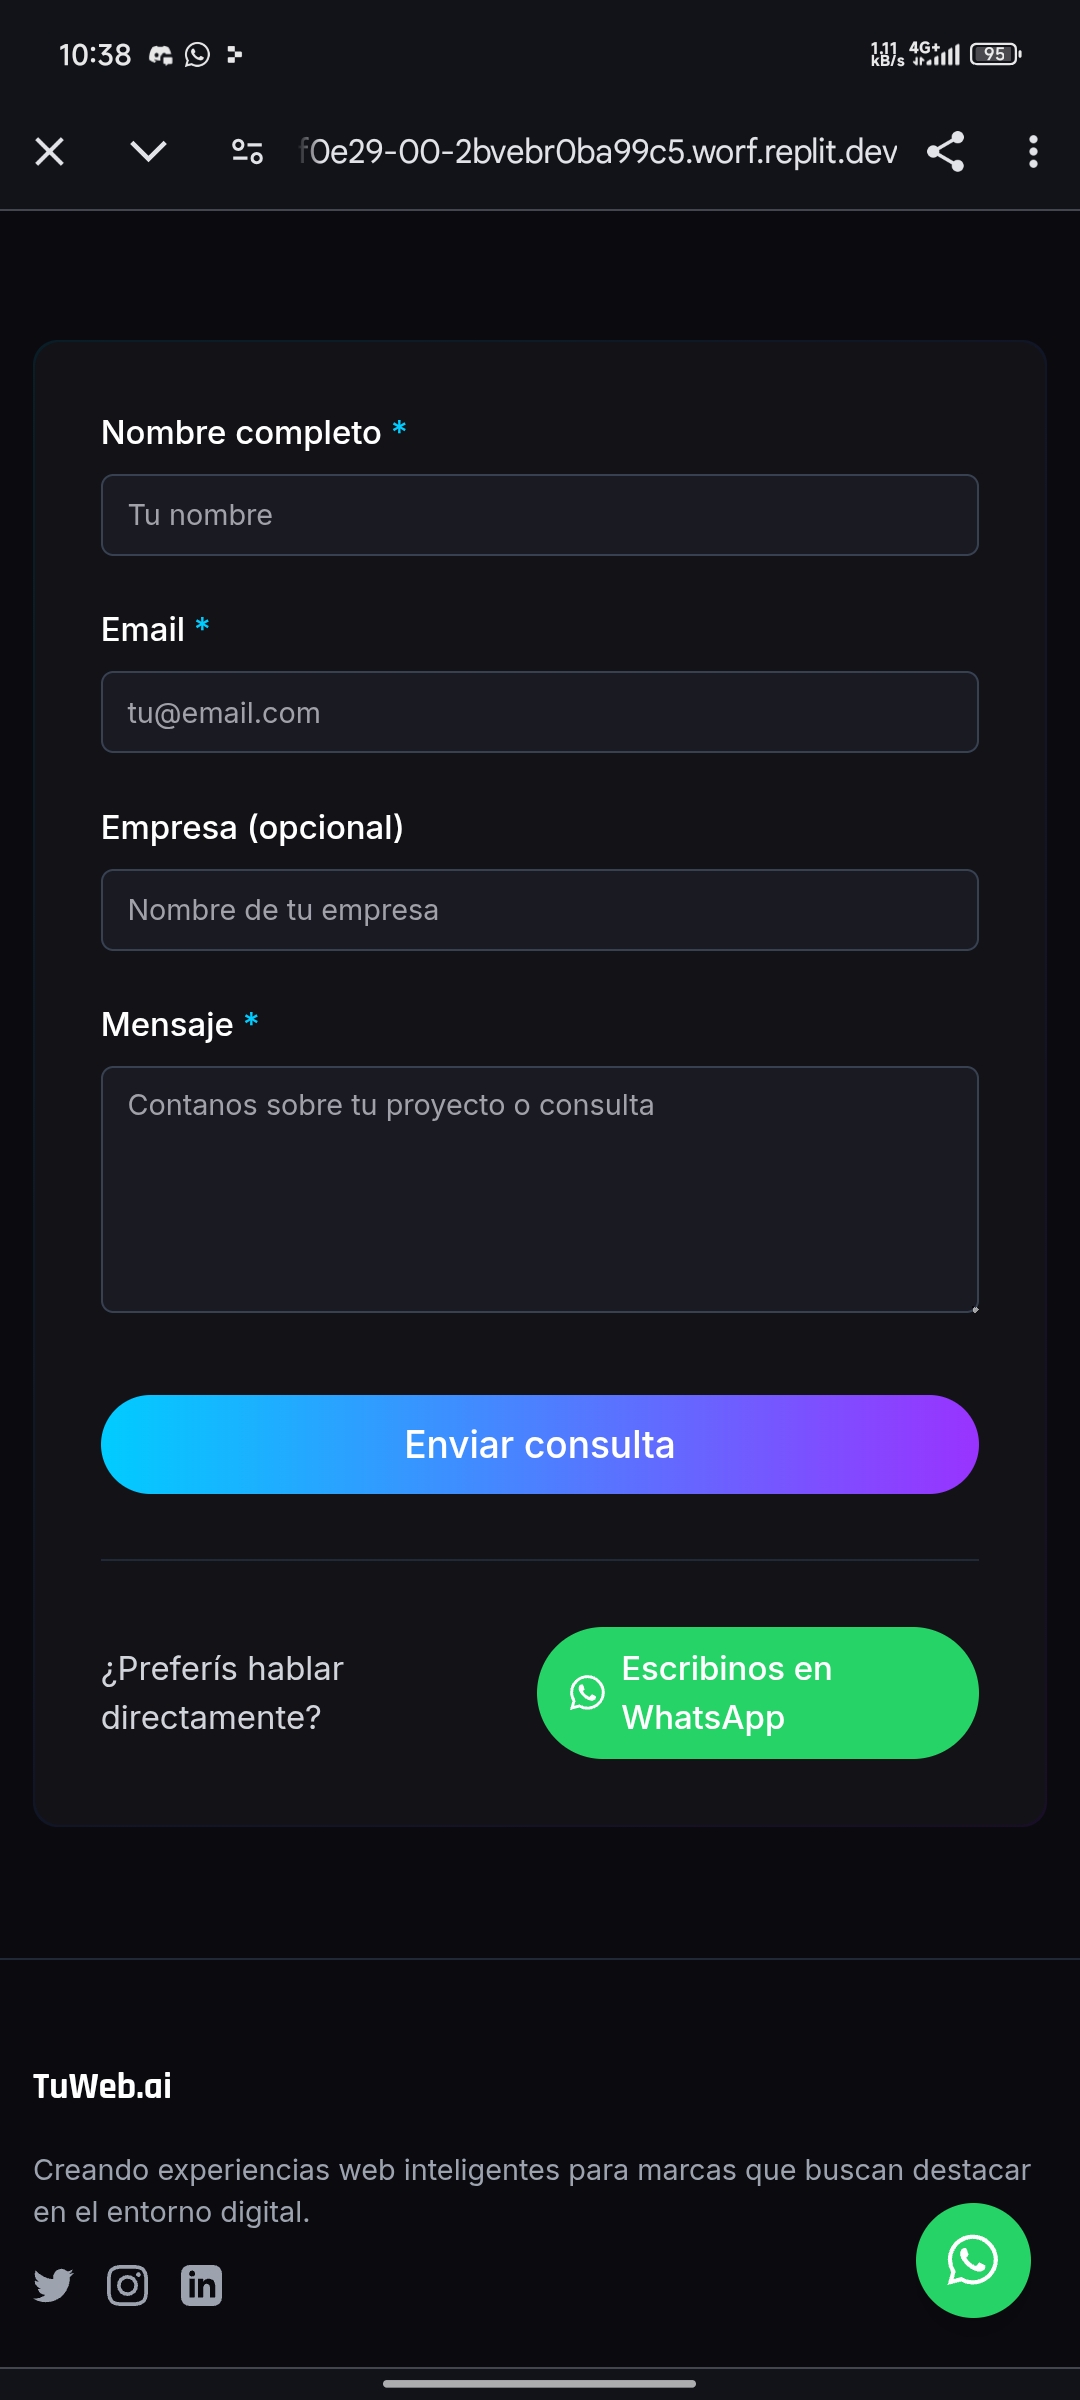 10:38
1.11
kB/s
4G+
95
f0e29-00-2bvebr0ba99c5.worf.replit.dev
Nombre completo *
Tu nombre
Email *
tu@email.com
Empresa (opcional)
Nombre de tu empresa
Mensaje *
Contanos sobre tu proyecto o consulta
Enviar consulta
¿Preferís hablar
directamente?
Escribinos en
WhatsApp
TuWeb.ai
Creando experiencias web inteligentes para marcas que buscan destacar
en el entorno digital.